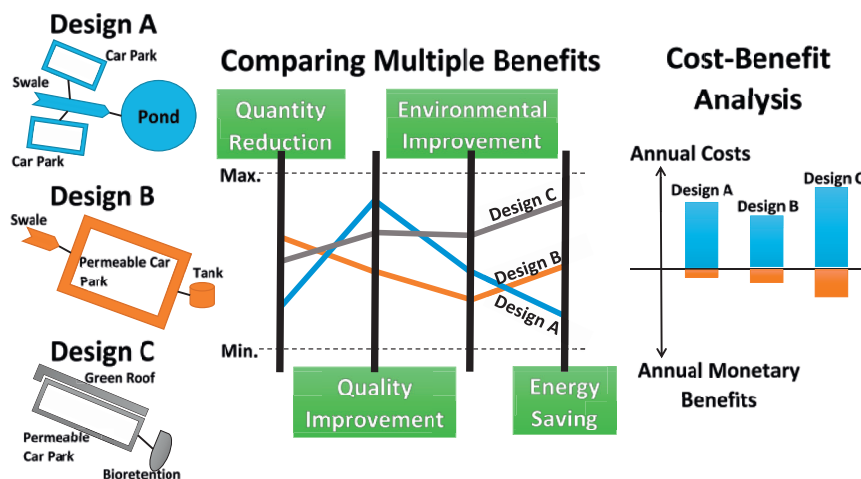 Design A
Car Park
Swale
Pond
Car Park
Design B
Swale
Permeable Car
Park
Tank
Design C
Green Roof
Permeable
Car Park
Bioretention
Comparing Multiple Benefits
Quantity
Reduction
Environmental
Improvement
Max.
Design C
Design B
Design A
Min.
Quality
Improvement
Energy
Saving
Cost-Benefit
Analysis
Annual Costs
Design A
Design B
Design C
Annual Monetary
Benefits